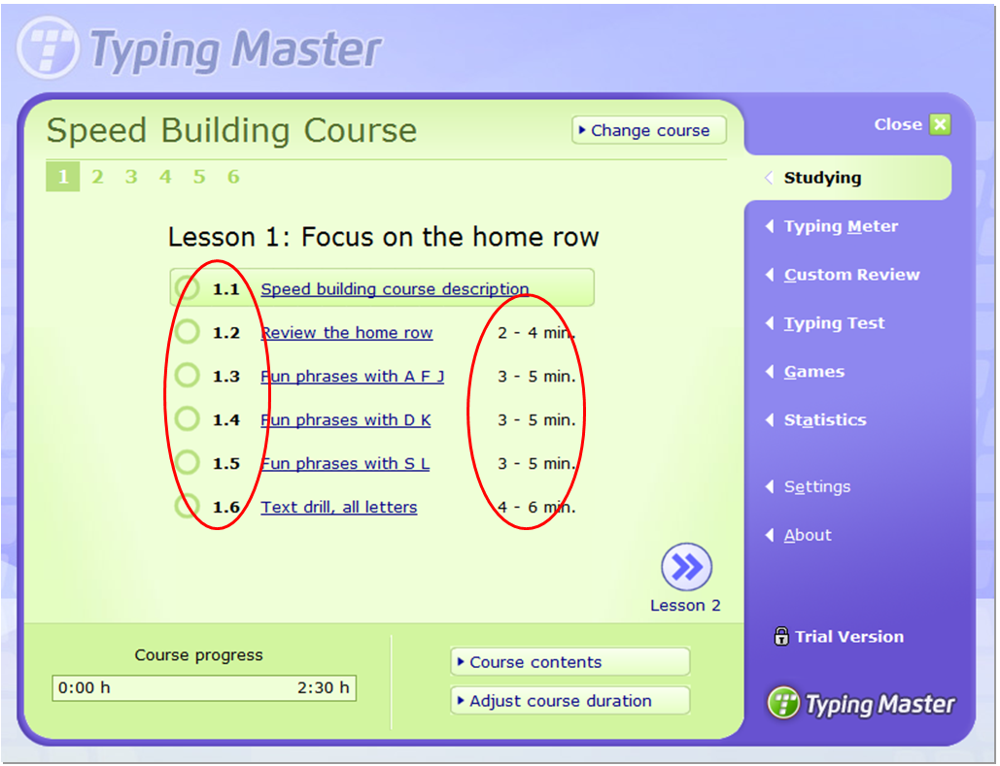 Typing Master
Speed Building Course
Change course
Close
1 2 3 4 5 6
Studying
Typing Meter
Custom Review
Typing Test
Games
Statistics
Settings
About
Lesson 1: Focus on the home row
1.1 Speed building course description
1.2 Review the home row 2 - 4 min.
1.3 Fun phrases with A F J 3 - 5 min.
1.4 Fun phrases with D K 3 - 5 min.
1.5 Fun phrases with S L 3 - 5 min.
1.6 Text drill, all letters 4 - 6 min.
Lesson 2
Course progress
0:00 h 2:30 h
Course contents
Adjust course duration
Trial Version
Typing Master